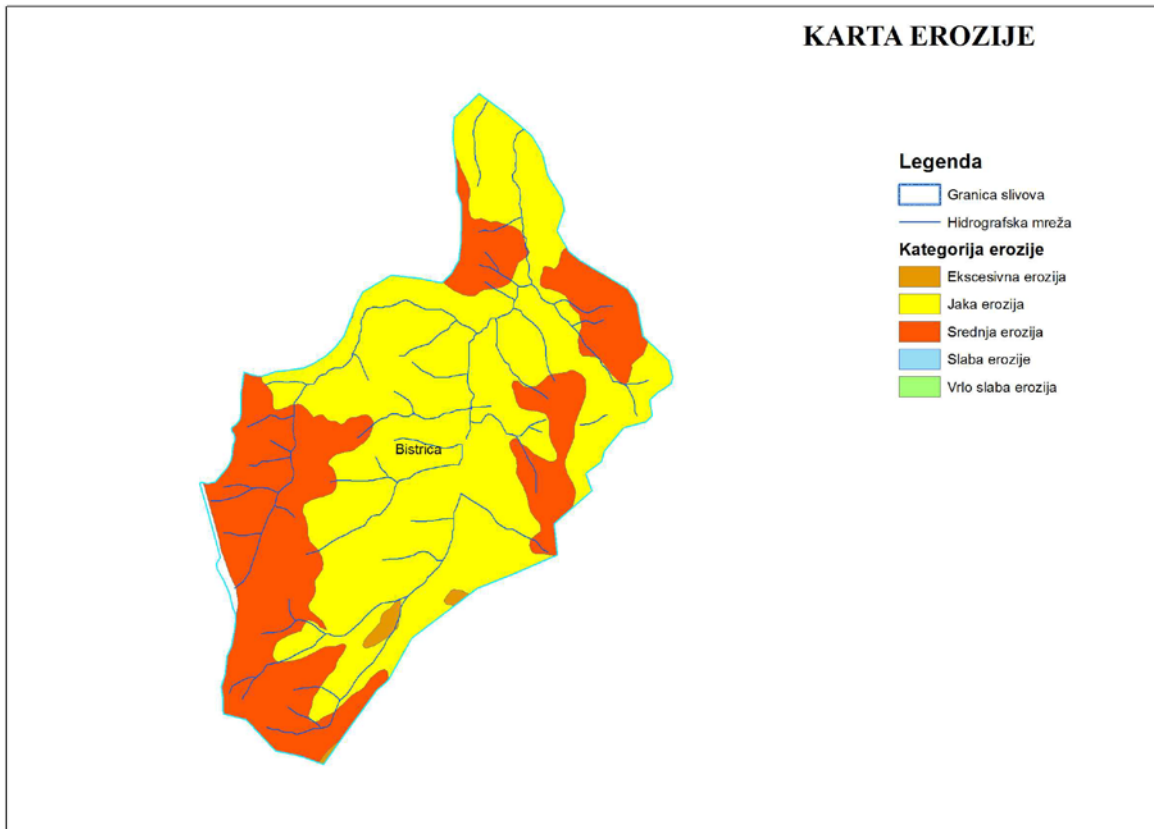 KARTA EROZIJE
Legenda
Granica slivova
Hidrografska mreža
Kategorija erozije
Ekscesivna erozija
Jaka erozija
Srednja erozija
Slaba erozije
Vrlo slaba erozija
Bistrica